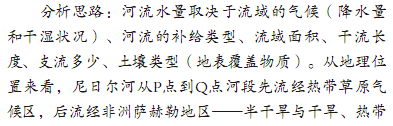 分析思路：河流水量取决于流域的气候（降水量
和干湿状况）、河流的补给类型、流域面积、干流长
度、支流多少、土壤类型（地表覆盖物质）。从地理位
置来看，尼日尔河从P点到Q点河段先流经热带草原气
候区，后流经非洲萨赫勒地区——半干旱与干旱、热带